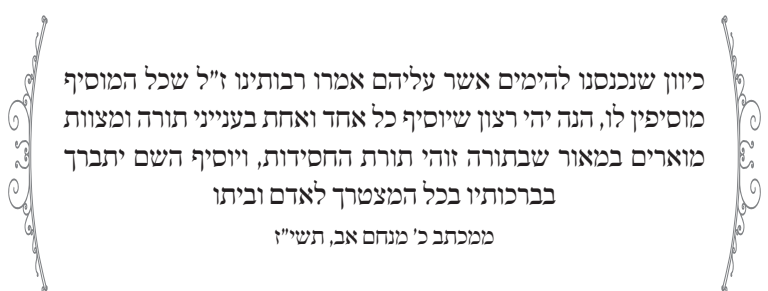 כיוון שנכנסנו להימים אשר עליהם אמרו רבותינו ז״ל שכל המוסיף
מוסיפין לו, הנה יהי רצון שיוסיף כל אחד ואחת בענייני תורה ומצוות
מוארים במאור שבתורה זוהי תורת החסידות, ויוסיף השם יתברך
בברכותיו בכל המצטרך לאדם וביתו
ממכתב כ׳ מנחם אב, תשי״ז